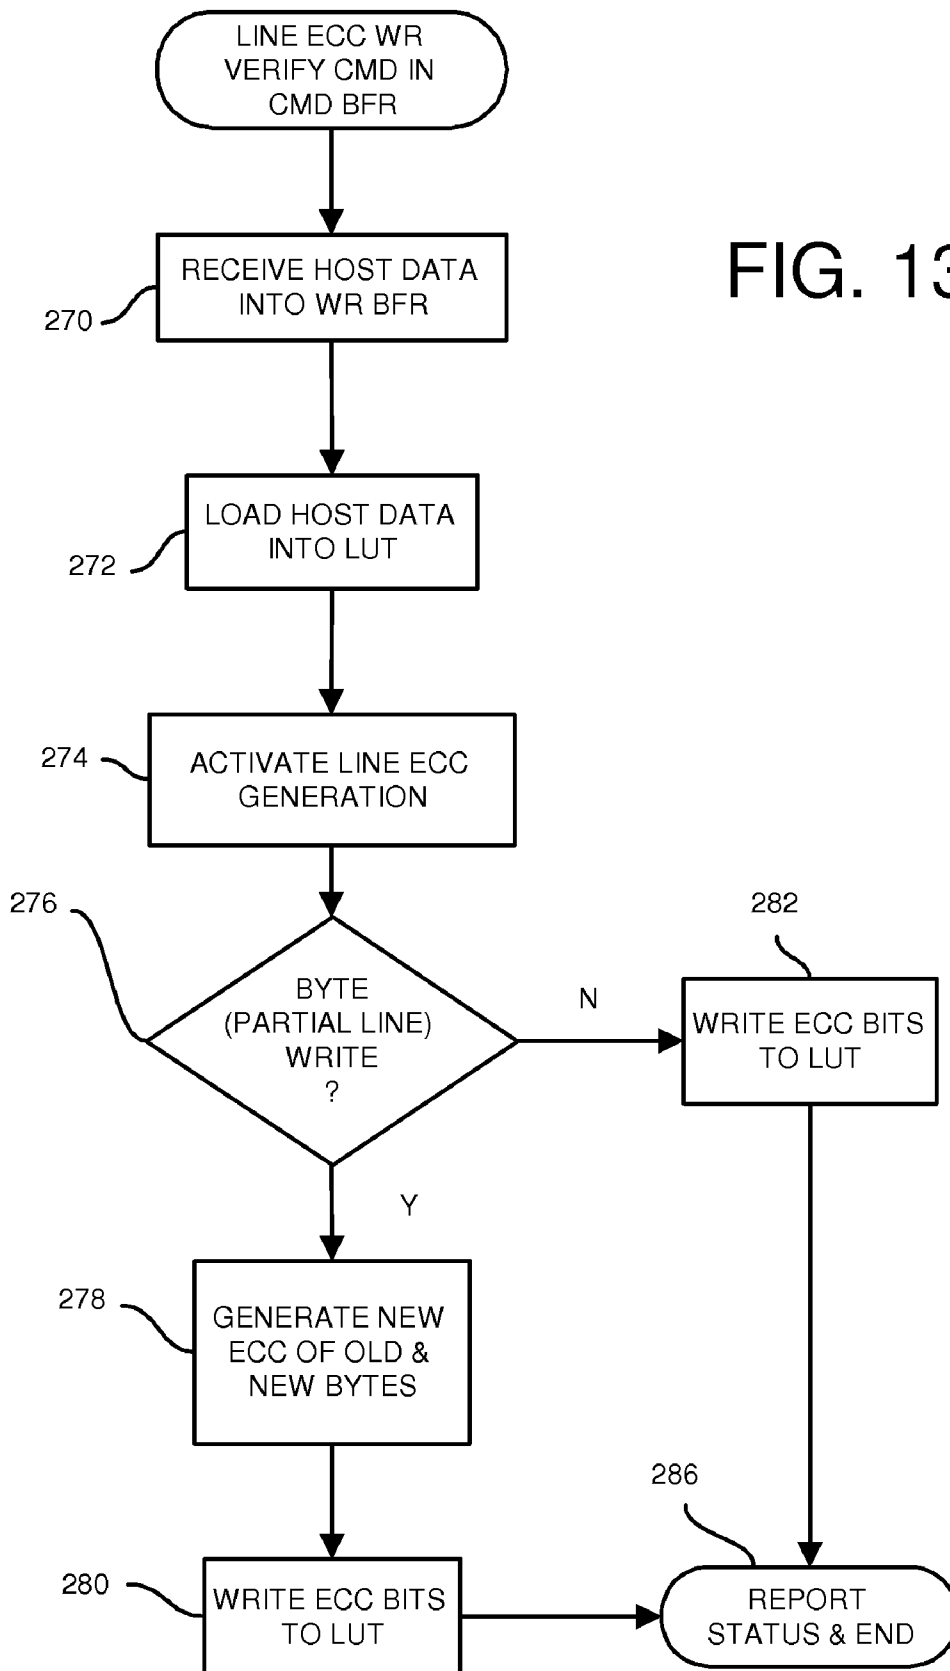 LINE ECC WR
VERIFY CMD IN
CMD BFR
RECEIVE HOST DATA
INTO WR BFR
270
FIG. 13
LOAD HOST DATA
INTO LUT
272
274
ACTIVATE LINE ECC
GENERATION
276
BYTE
(PARTIAL LINE)
WRITE
?
N
282
WRITE ECC BITS
TO LUT
Y
278
GENERATE NEW
ECC OF OLD &
NEW BYTES
286
280
WRITE ECC BITS
TO LUT
REPORT
STATUS & END